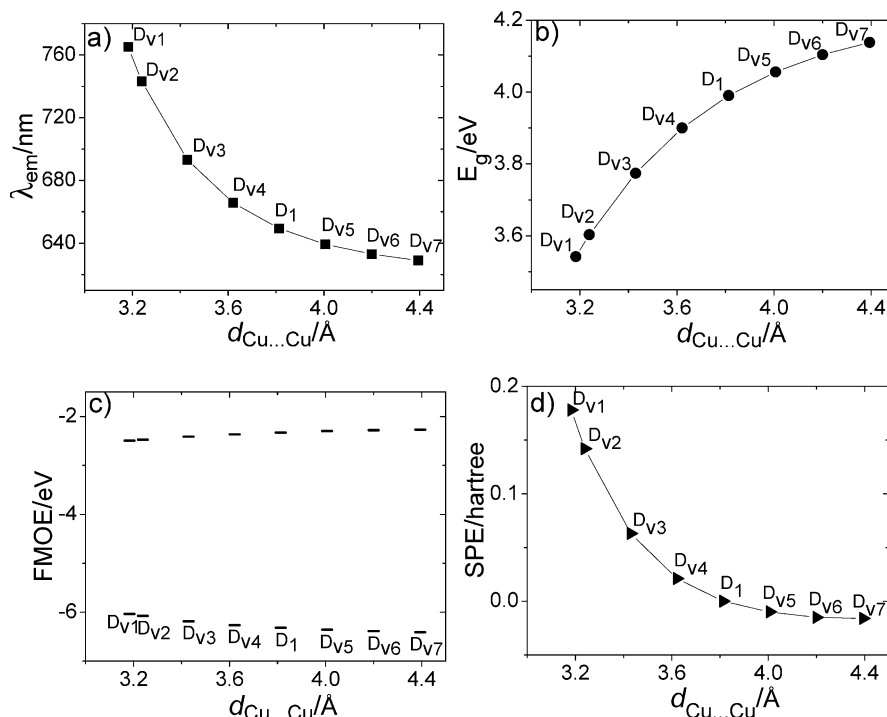 a)
λem/nm
760
720
680
640
3.2 3.6 4.0 4.4
dCu...Cu/Å
Dv1
Dv2
Dv3
Dv4
D1
Dv5
Dv6
Dv7
b)
Eg/eV
4.2
4.0
3.8
3.6
3.2 3.6 4.0 4.4
dCu...Cu/Å
Dv1
Dv2
Dv3
Dv4
D1
Dv5
Dv6
Dv7
c)
FMOE/eV
-2
-4
-6
Dv1 Dv2 Dv3 Dv4 D1 Dv5 Dv6 Dv7
3.2 3.6 4.0 4.4
dCu...Cu/Å
d)
SPE/hartree
0.2
0.1
0.0
3.2 3.6 4.0 4.4
dCu...Cu/Å
Dv1
Dv2
Dv3
Dv4
D1
Dv5
Dv6
Dv7